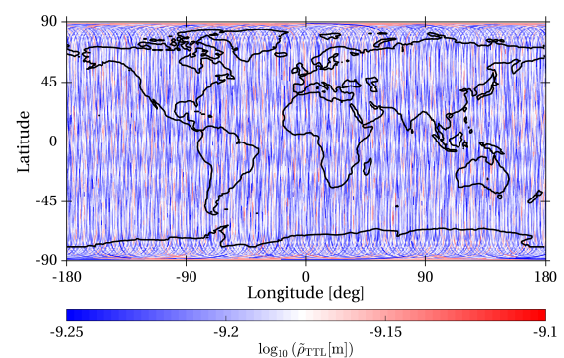 90
45
0
-45
-90
Latitude
-180 -90 0 90 180
Longitude [deg]
-9.25 -9.2 -9.15 -9.1
log₁₀ (ρ̃_TTL[m])